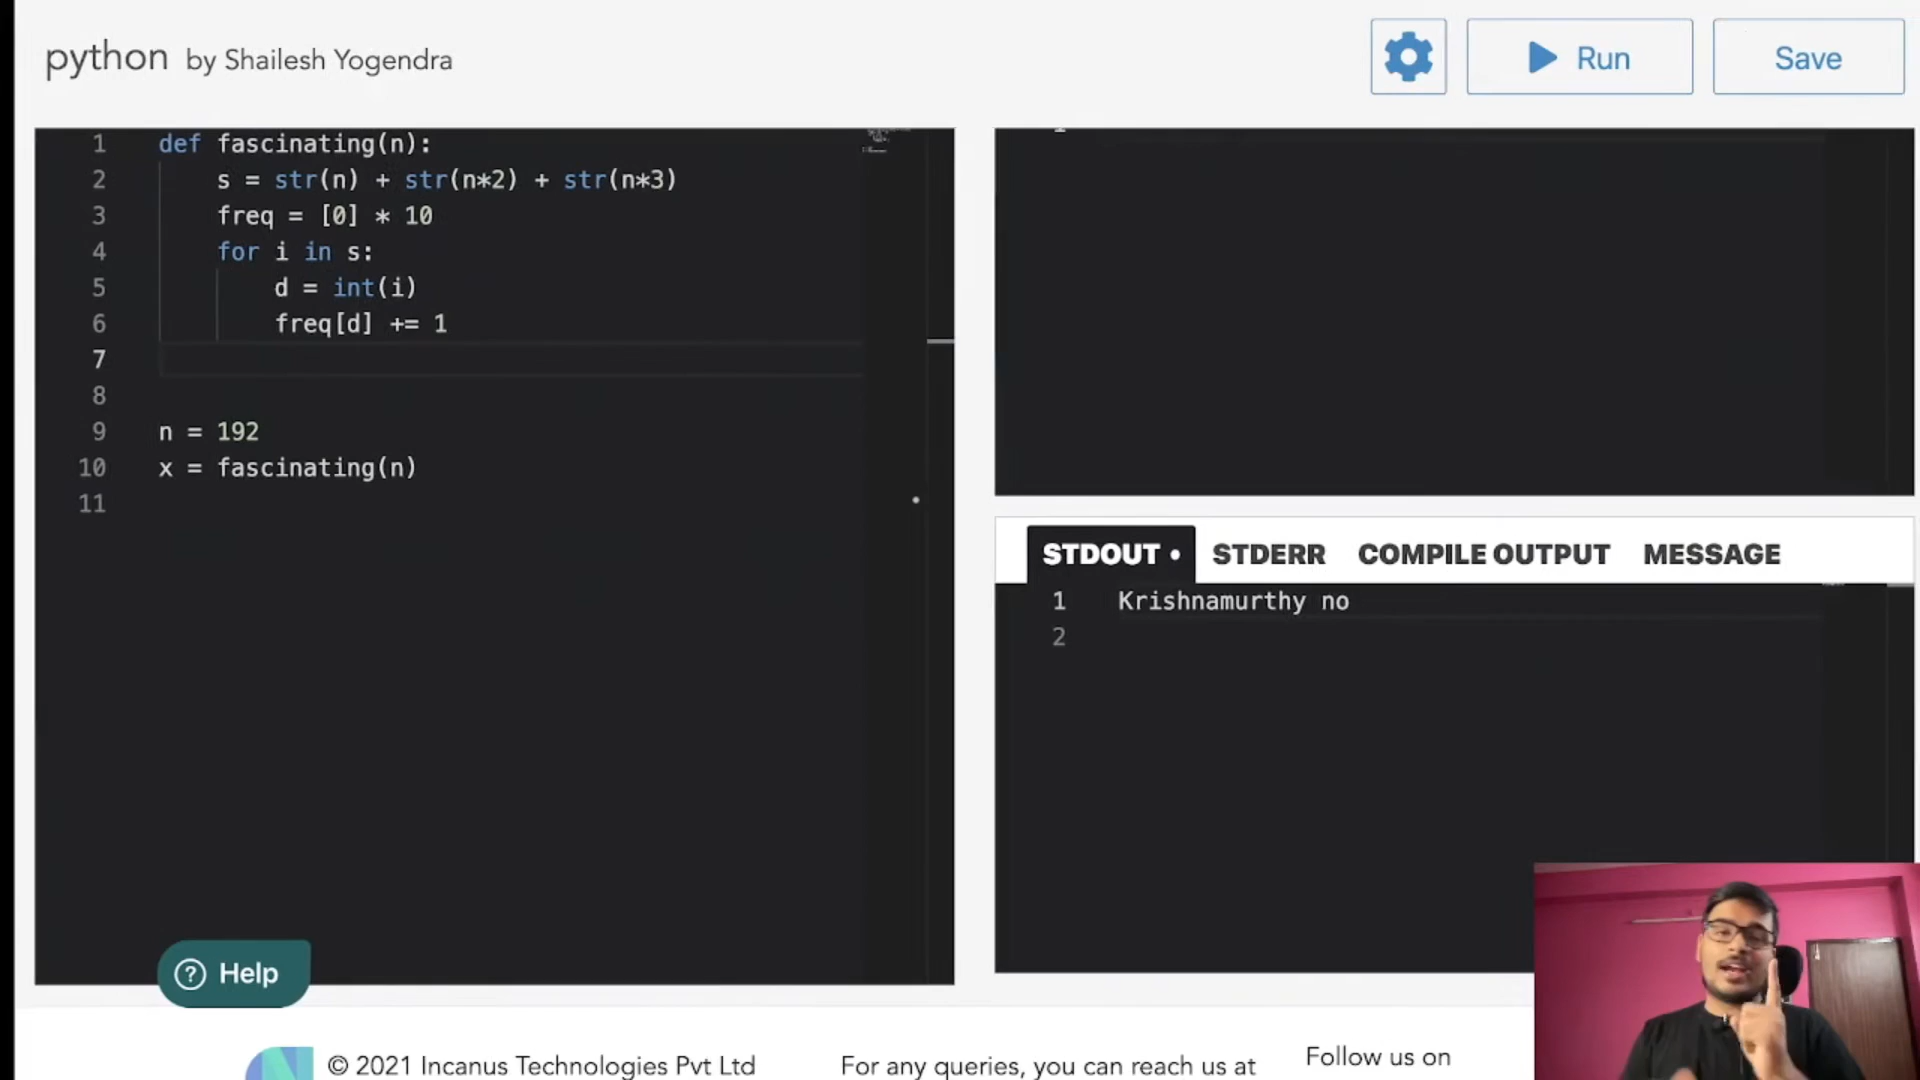 python by Shailesh Yogendra
Run
Save
1 def fascinating(n):
2 s = str(n) + str(n*2) + str(n*3)
3 freq = [0] * 10
4 for i in s:
5 d = int(i)
6 freq[d] += 1
7
8
9 n = 192
10 x = fascinating(n)
11
STDOUT • STDERR COMPILE OUTPUT MESSAGE
1 Krishnamurthy no
2
? Help
© 2021 Incanus Technologies Pvt Ltd
For any queries, you can reach us at
Follow us on